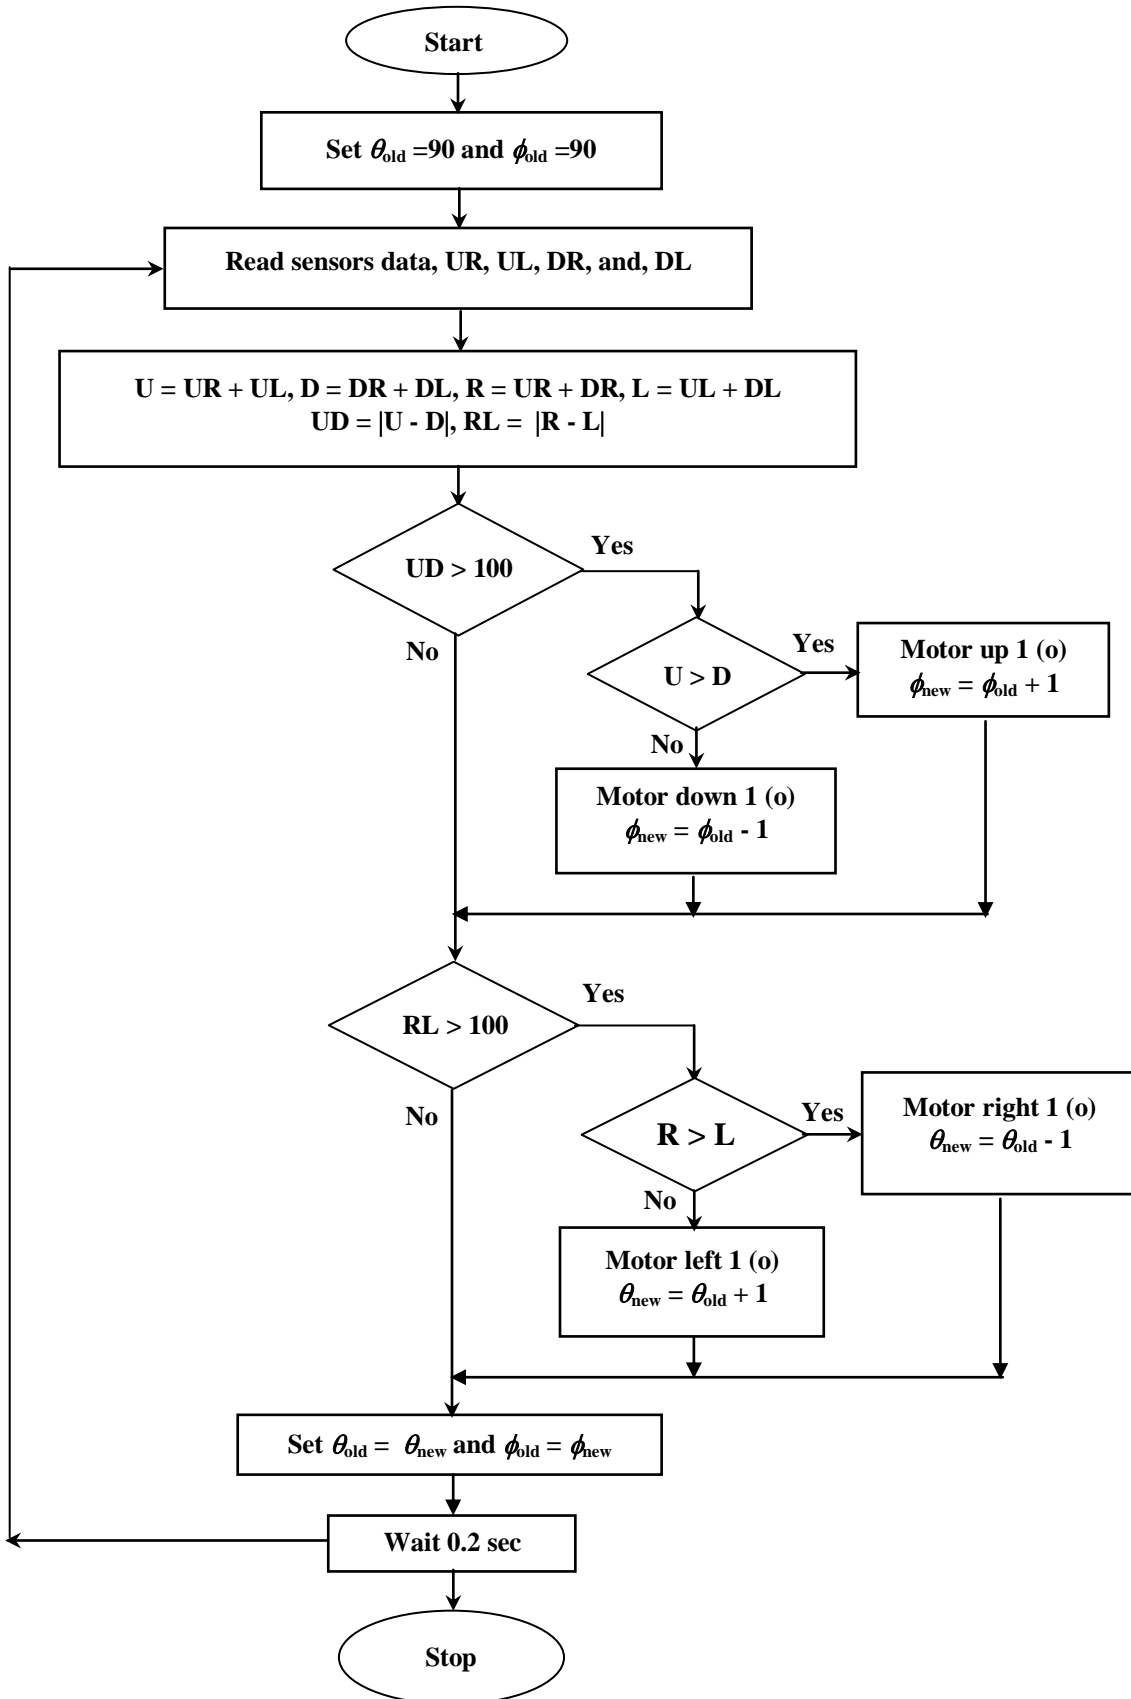 Start
Set θold =90 and ϕold =90
Read sensors data, UR, UL, DR, and, DL
U = UR + UL, D = DR + DL, R = UR + DR, L = UL + DL
UD = |U - D|, RL = |R - L|
UD > 100
Yes
No
U > D
Yes
Motor up 1 (o)
ϕnew = ϕold + 1
No
Motor down 1 (o)
ϕnew = ϕold - 1
RL > 100
Yes
No
R > L
Yes
Motor right 1 (o)
θnew = θold - 1
No
Motor left 1 (o)
θnew = θold + 1
Set θold = θnew and ϕold = ϕnew
Wait 0.2 sec
Stop